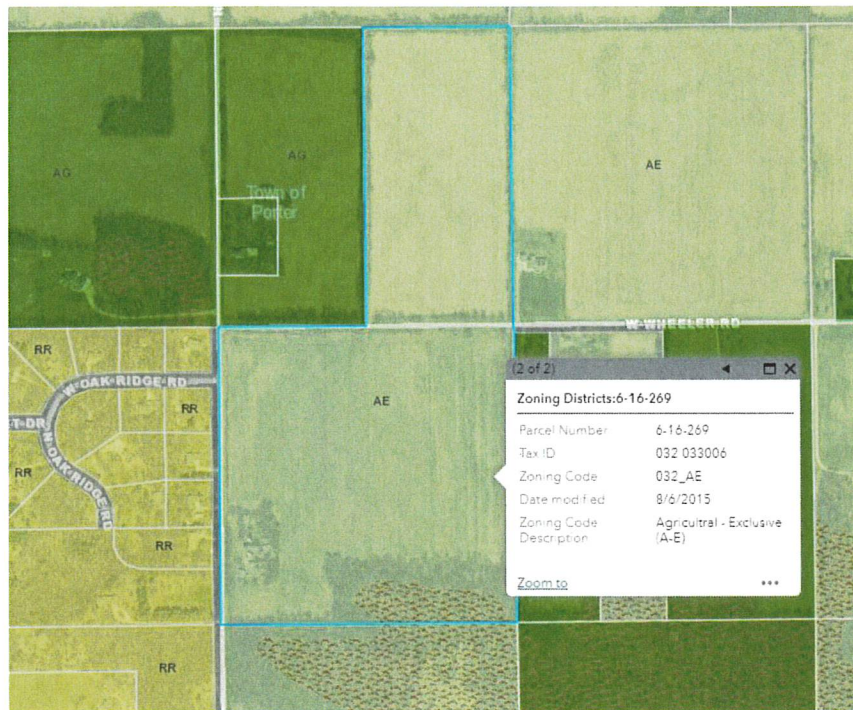 AG
AG
Town of
Porter
AE
W WHEELER RD
RR
W OAK RIDGE RD
RR
AE
T DR
N OAK RIDGE RD
RR
RR
RR
(2 of 2)
Zoning Districts:6-16-269
Parcel Number 6-16-269
Tax ID 032 033006
Zoning Code 032_AE
Date modified 8/6/2015
Zoning Code Agricultral - Exclusive
Description (A-E)
Zoom to •••